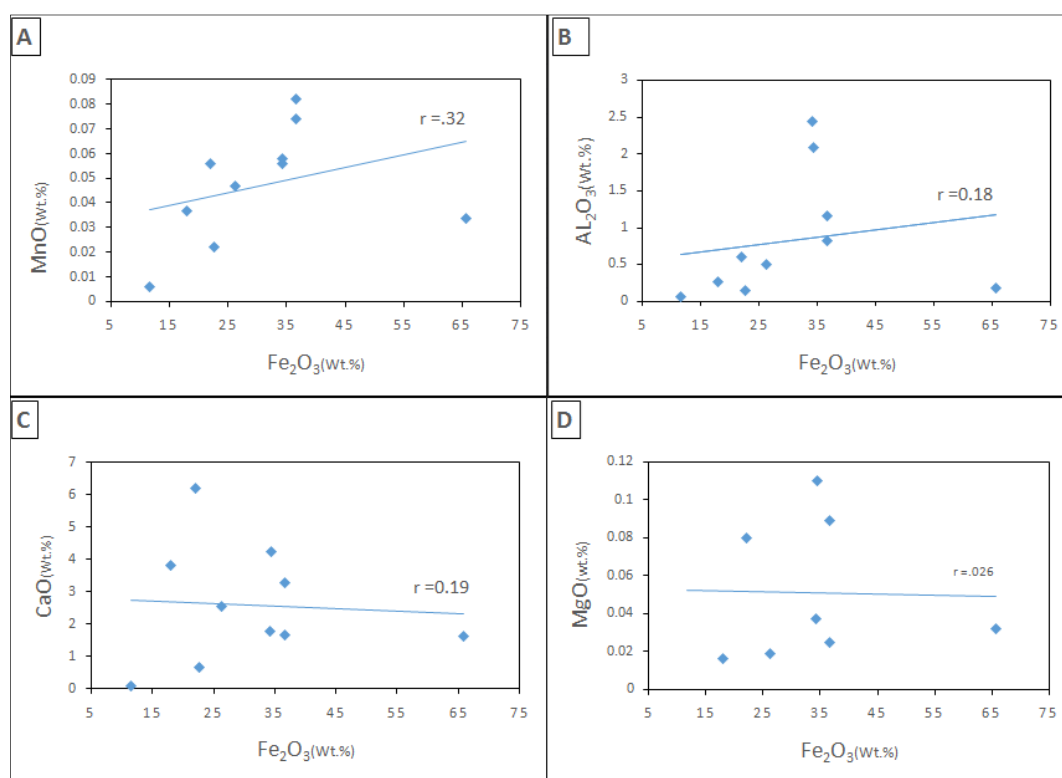 A
0.09
0.08
0.07
0.06
0.05
0.04
0.03
0.02
0.01
0
MnO(Wt.%)
r =.32
5 15 25 35 45 55 65 75
Fe₂O₃(Wt.%)
B
3
2.5
2
1.5
1
0.5
0
AL₂O₃(Wt.%)
r=0.18
5 15 25 35 45 55 65 75
Fe₂O₃(Wt.%)
C
7
6
5
4
3
2
1
0
CaO(Wt.%)
r =0.19
5 15 25 35 45 55 65 75
Fe₂O₃(Wt.%)
D
0.12
0.1
0.08
0.06
0.04
0.02
0
MgO(wt.%)
r =.026
5 15 25 35 45 55 65 75
Fe₂O₃(Wt.%)